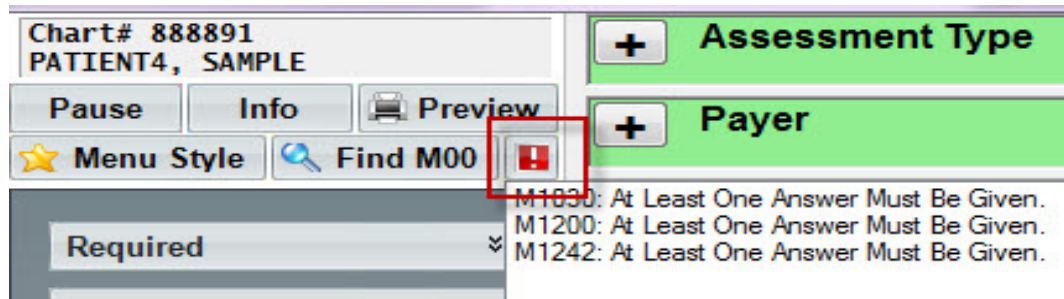 Chart# 888891
PATIENT4, SAMPLE
Pause Info Preview
Menu Style Find M00
Required
+ Assessment Type
+ Payer
M1030: At Least One Answer Must Be Given.
M1200: At Least One Answer Must Be Given.
M1242: At Least One Answer Must Be Given.